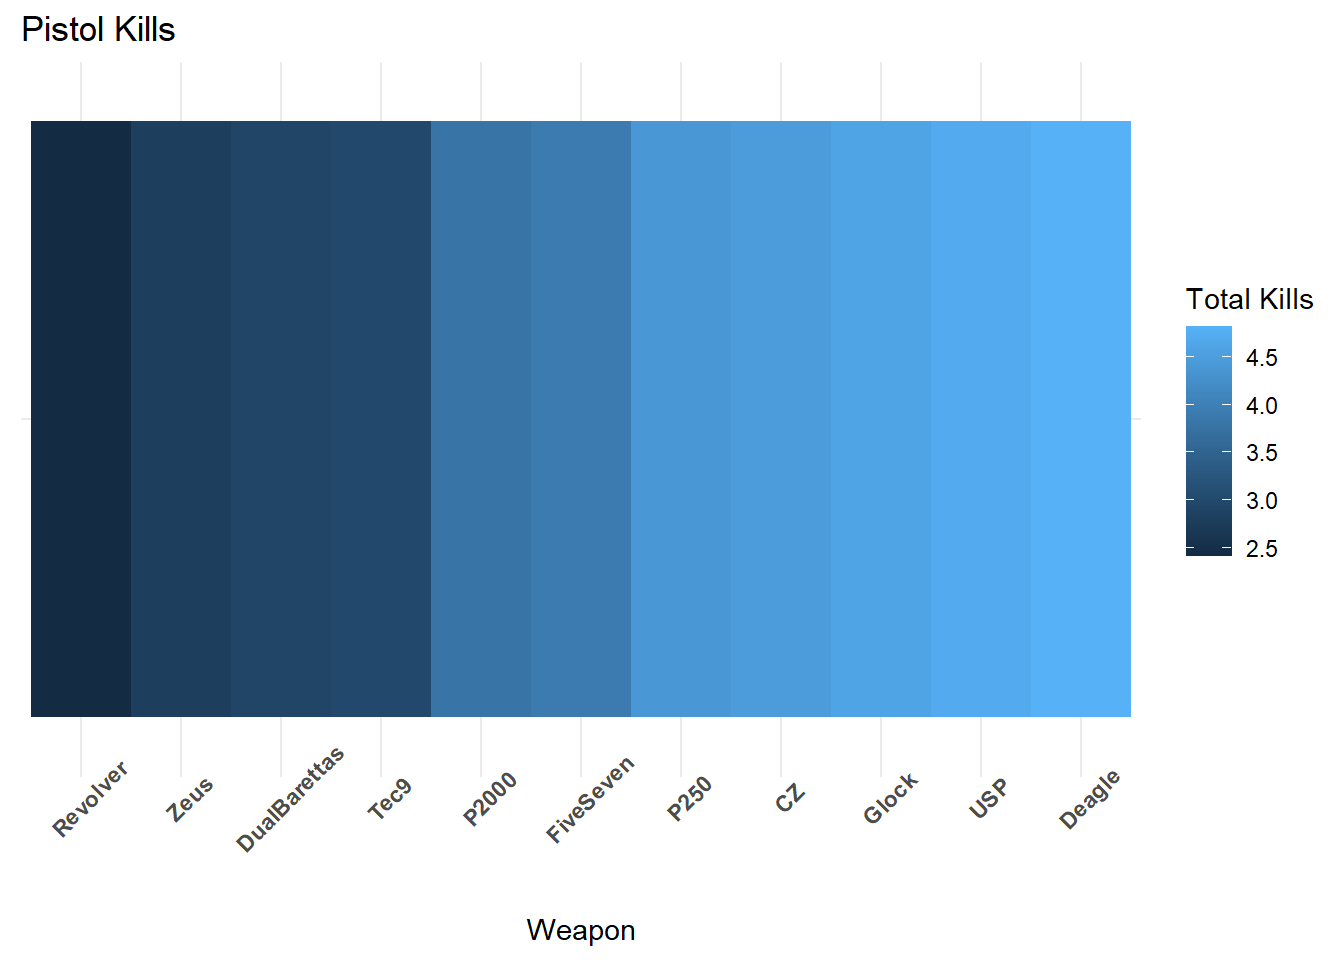 Pistol Kills
Total Kills
4.5
4.0
3.5
3.0
2.5
Revolver
Zeus
DualBarettas
Tec9
P2000
FiveSeven
P250
CZ
Glock
USP
Deagle
Weapon